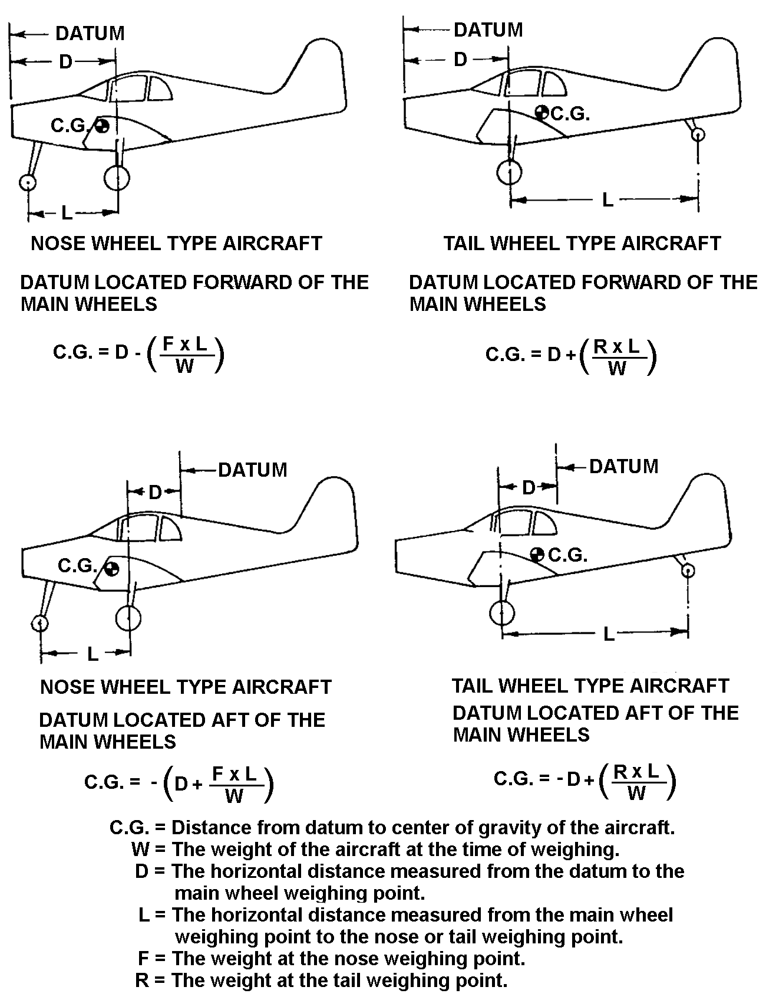 DATUM
D
C.G.
L
NOSE WHEEL TYPE AIRCRAFT
DATUM LOCATED FORWARD OF THE
MAIN WHEELS
C.G. = D - (F x L / W)
DATUM
D
C.G.
L
TAIL WHEEL TYPE AIRCRAFT
DATUM LOCATED FORWARD OF THE
MAIN WHEELS
C.G. = D + (R x L / W)
DATUM
D
C.G.
L
NOSE WHEEL TYPE AIRCRAFT
DATUM LOCATED AFT OF THE
MAIN WHEELS
C.G. = - (D + F x L / W)
DATUM
D
C.G.
L
TAIL WHEEL TYPE AIRCRAFT
DATUM LOCATED AFT OF THE
MAIN WHEELS
C.G. = - D + (R x L / W)
C.G. = Distance from datum to center of gravity of the aircraft.
W = The weight of the aircraft at the time of weighing.
D = The horizontal distance measured from the datum to the
main wheel weighing point.
L = The horizontal distance measured from the main wheel
weighing point to the nose or tail weighing point.
F = The weight at the nose weighing point.
R = The weight at the tail weighing point.